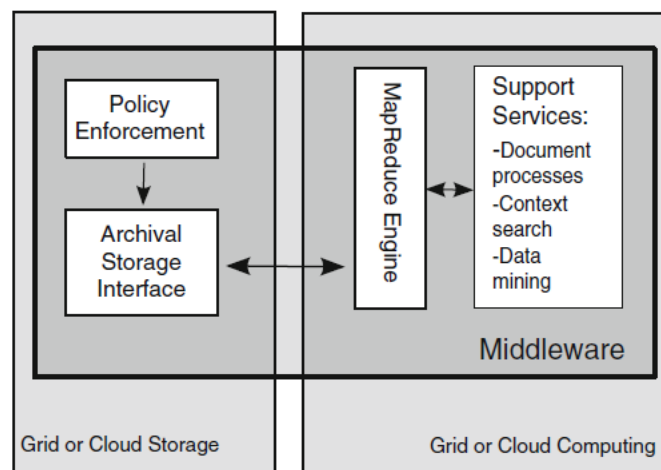 Policy
Enforcement
Archival
Storage
Interface
MapReduce Engine
Support
Services:
-Document
processes
-Context
search
-Data
mining
Middleware
Grid or Cloud Storage
Grid or Cloud Computing